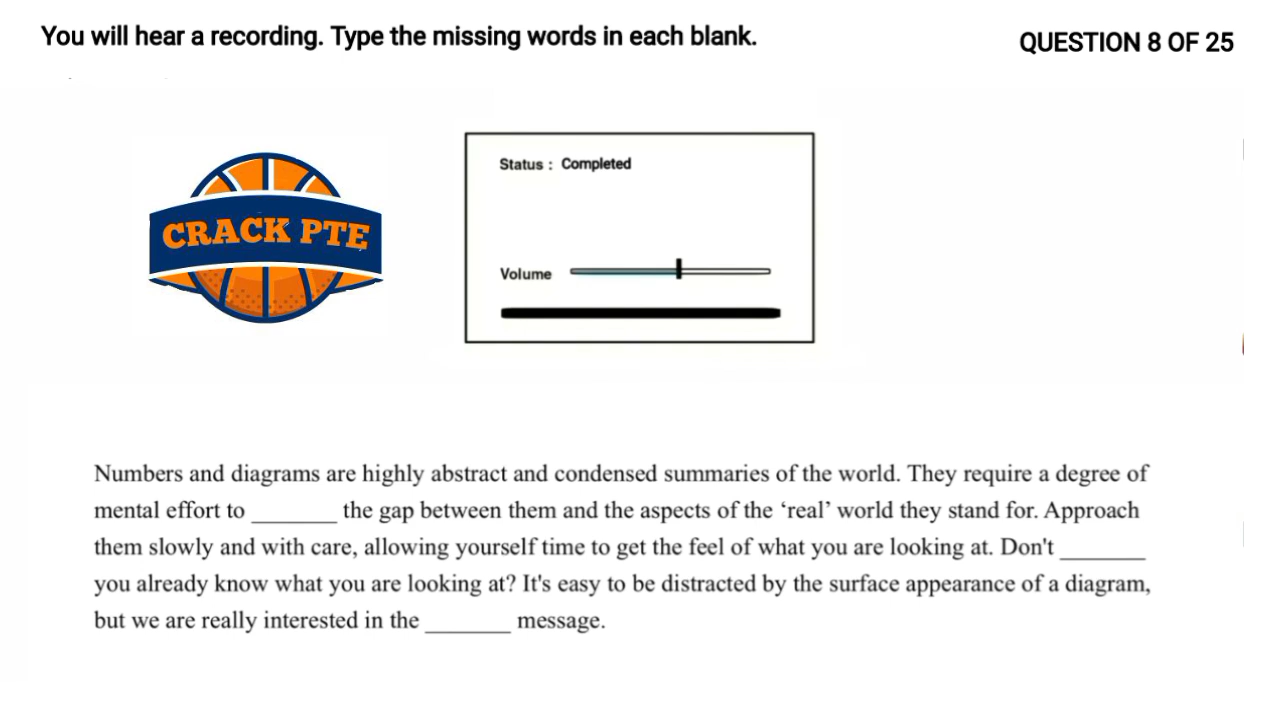 You will hear a recording. Type the missing words in each blank.
QUESTION 8 OF 25
CRACK PTE
Status : Completed
Volume
Numbers and diagrams are highly abstract and condensed summaries of the world. They require a degree of
mental effort to _______ the gap between them and the aspects of the ‘real’ world they stand for. Approach
them slowly and with care, allowing yourself time to get the feel of what you are looking at. Don't _______
you already know what you are looking at? It's easy to be distracted by the surface appearance of a diagram,
but we are really interested in the _______ message.